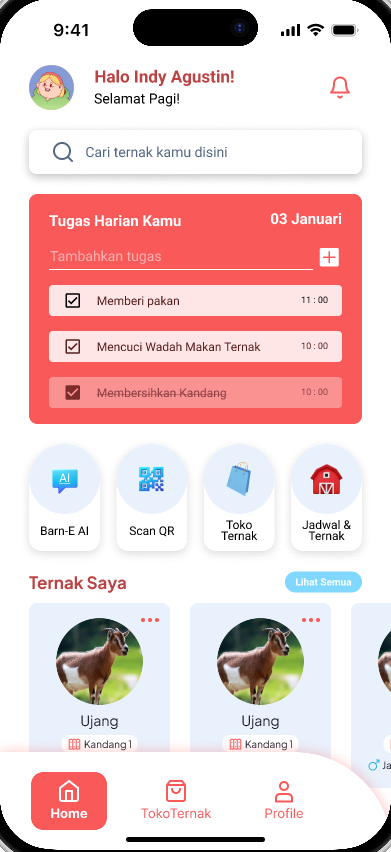 9:41
Halo Indy Agustin!
Selamat Pagi!
Cari ternak kamu disini
Tugas Harian Kamu
03 Januari
Tambahkan tugas
Memberi pakan
11 : 00
Mencuci Wadah Makan Ternak
10 : 00
Membersihkan Kandang
10 : 00
AI
Barn-E AI
Scan QR
Toko
Ternak
Jadwal &
Ternak
Ternak Saya
Lihat Semua
Ujang
Kandang 1
Ujang
Kandang 1
Home
TokoTernak
Profile